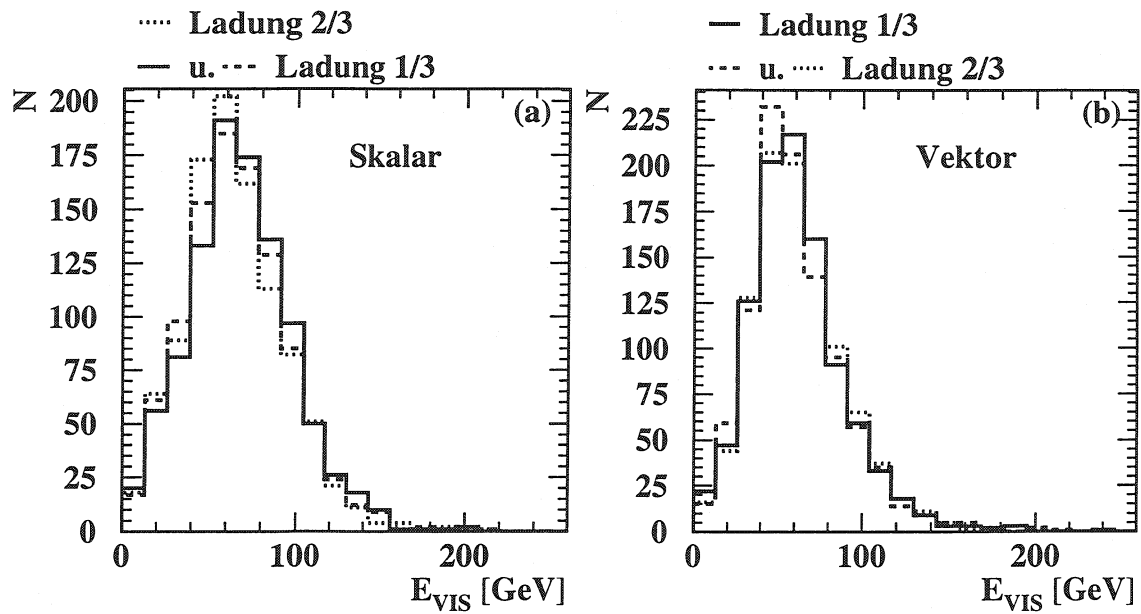 Ladung 2/3
u. Ladung 1/3
N
200
175
150
125
100
75
50
25
0
(a)
Skalar
0
100
200
E_VIS [GeV]
Ladung 1/3
u. Ladung 2/3
N
225
200
175
150
125
100
75
50
25
0
(b)
Vektor
0
100
200
E_VIS [GeV]